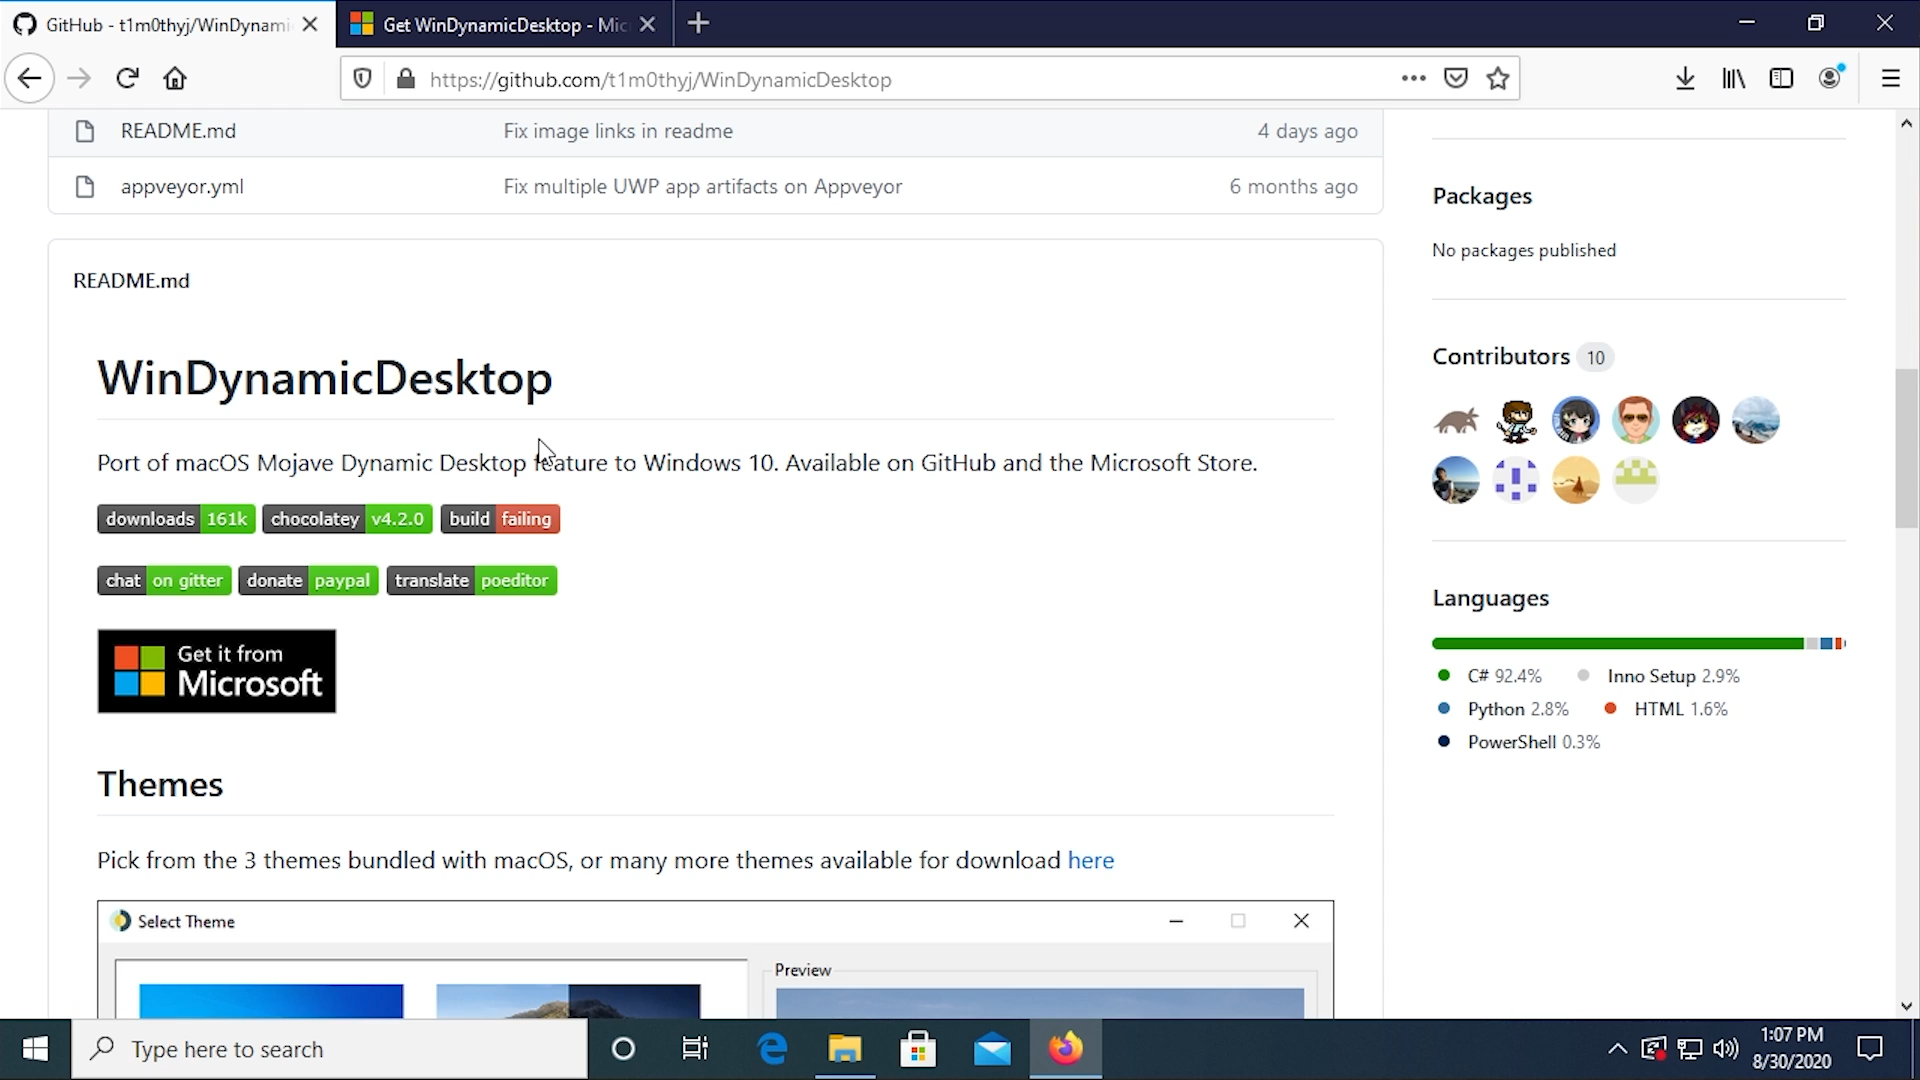 GitHub - t1m0thyj/WinDynami
Get WinDynamicDesktop - Mic
https://github.com/t1m0thyj/WinDynamicDesktop
README.md Fix image links in readme 4 days ago
appveyor.yml Fix multiple UWP app artifacts on Appveyor 6 months ago
README.md
WinDynamicDesktop
Port of macOS Mojave Dynamic Desktop feature to Windows 10. Available on GitHub and the Microsoft Store.
downloads 161k chocolatey v4.2.0 build failing
chat on gitter donate paypal translate poeditor
Get it from
Microsoft
Themes
Pick from the 3 themes bundled with macOS, or many more themes available for download here
Select Theme
Preview
Packages
No packages published
Contributors 10
Languages
C# 92.4% Inno Setup 2.9%
Python 2.8% HTML 1.6%
PowerShell 0.3%
Type here to search
1:07 PM
8/30/2020